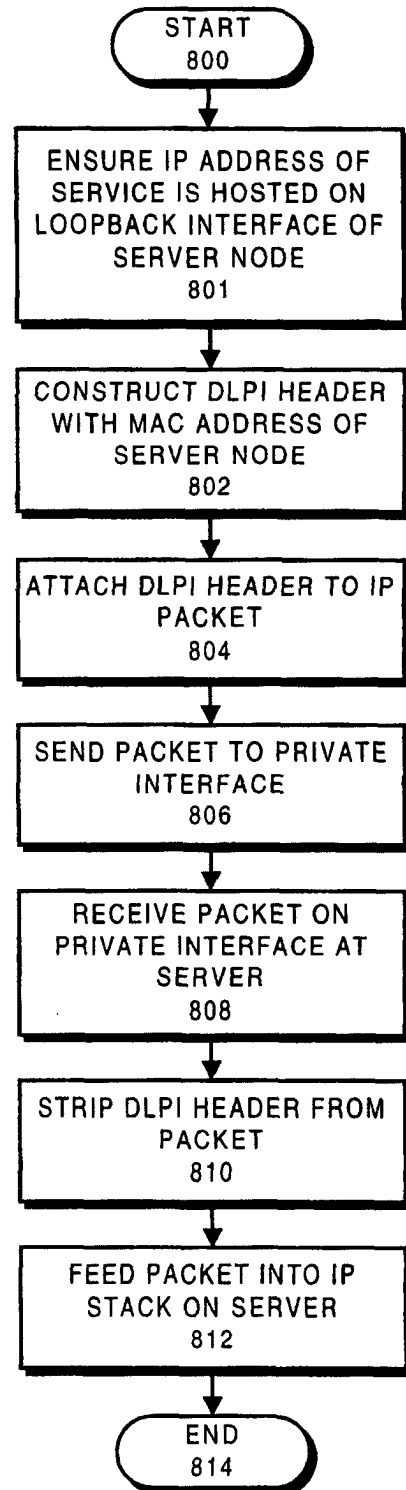 START
800
ENSURE IP ADDRESS OF
SERVICE IS HOSTED ON
LOOPBACK INTERFACE OF
SERVER NODE
801
CONSTRUCT DLPI HEADER
WITH MAC ADDRESS OF
SERVER NODE
802
ATTACH DLPI HEADER TO IP
PACKET
804
SEND PACKET TO PRIVATE
INTERFACE
806
RECEIVE PACKET ON
PRIVATE INTERFACE AT
SERVER
808
STRIP DLPI HEADER FROM
PACKET
810
FEED PACKET INTO IP
STACK ON SERVER
812
END
814